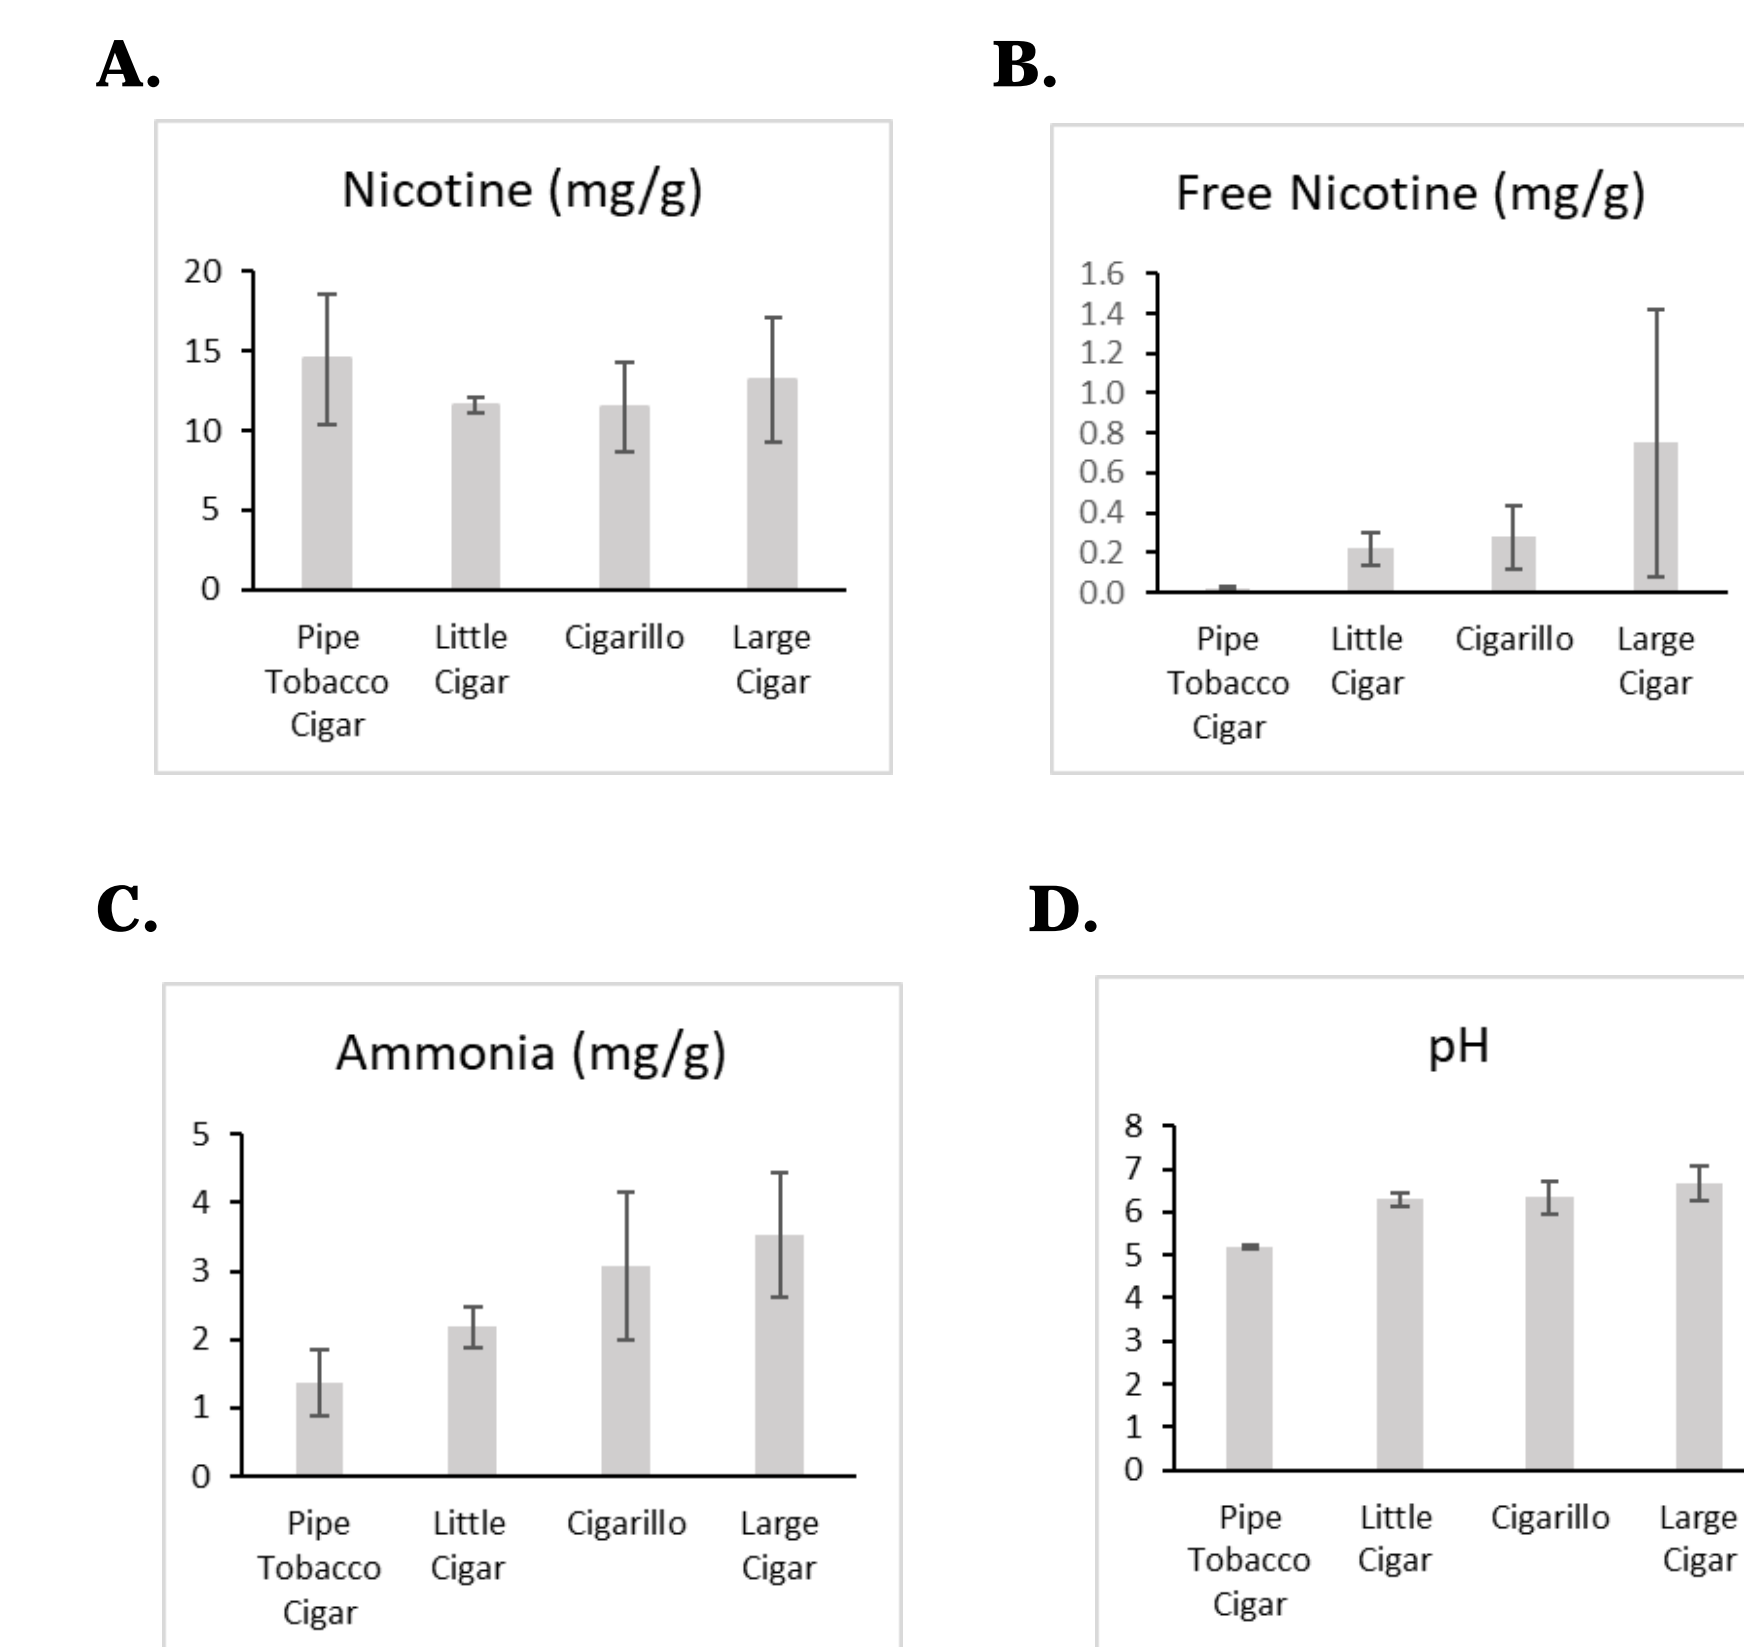 A.
Nicotine (mg/g)
20
15
10
5
0
Pipe Little Cigarillo Large
Tobacco Cigar Cigar
Cigar
B.
Free Nicotine (mg/g)
1.6
1.4
1.2
1.0
0.8
0.6
0.4
0.2
0.0
Pipe Little Cigarillo Large
Tobacco Cigar Cigar
Cigar
C.
Ammonia (mg/g)
5
4
3
2
1
0
Pipe Little Cigarillo Large
Tobacco Cigar Cigar
Cigar
D.
pH
8
7
6
5
4
3
2
1
0
Pipe Little Cigarillo Large
Tobacco Cigar Cigar
Cigar